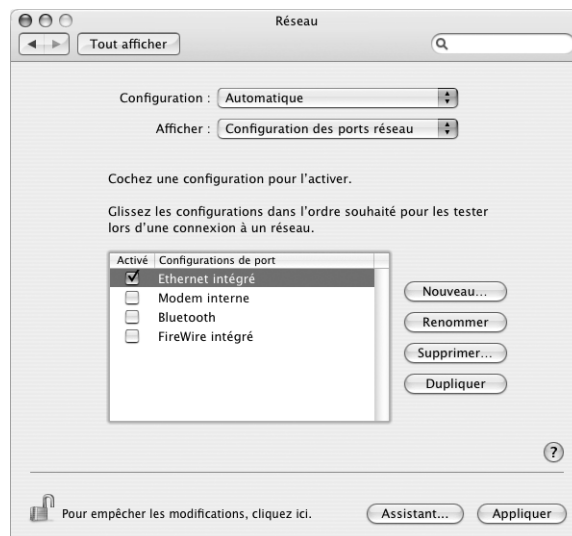 Réseau
Tout afficher
Configuration : Automatique
Afficher : Configuration des ports réseau
Cochez une configuration pour l'activer.
Glissez les configurations dans l'ordre souhaité pour les tester
lors d'une connexion à un réseau.
Activé Configurations de port
Ethernet intégré
Modem interne
Bluetooth
FireWire intégré
Nouveau...
Renommer
Supprimer...
Dupliquer
?
Pour empêcher les modifications, cliquez ici.
Assistant...
Appliquer